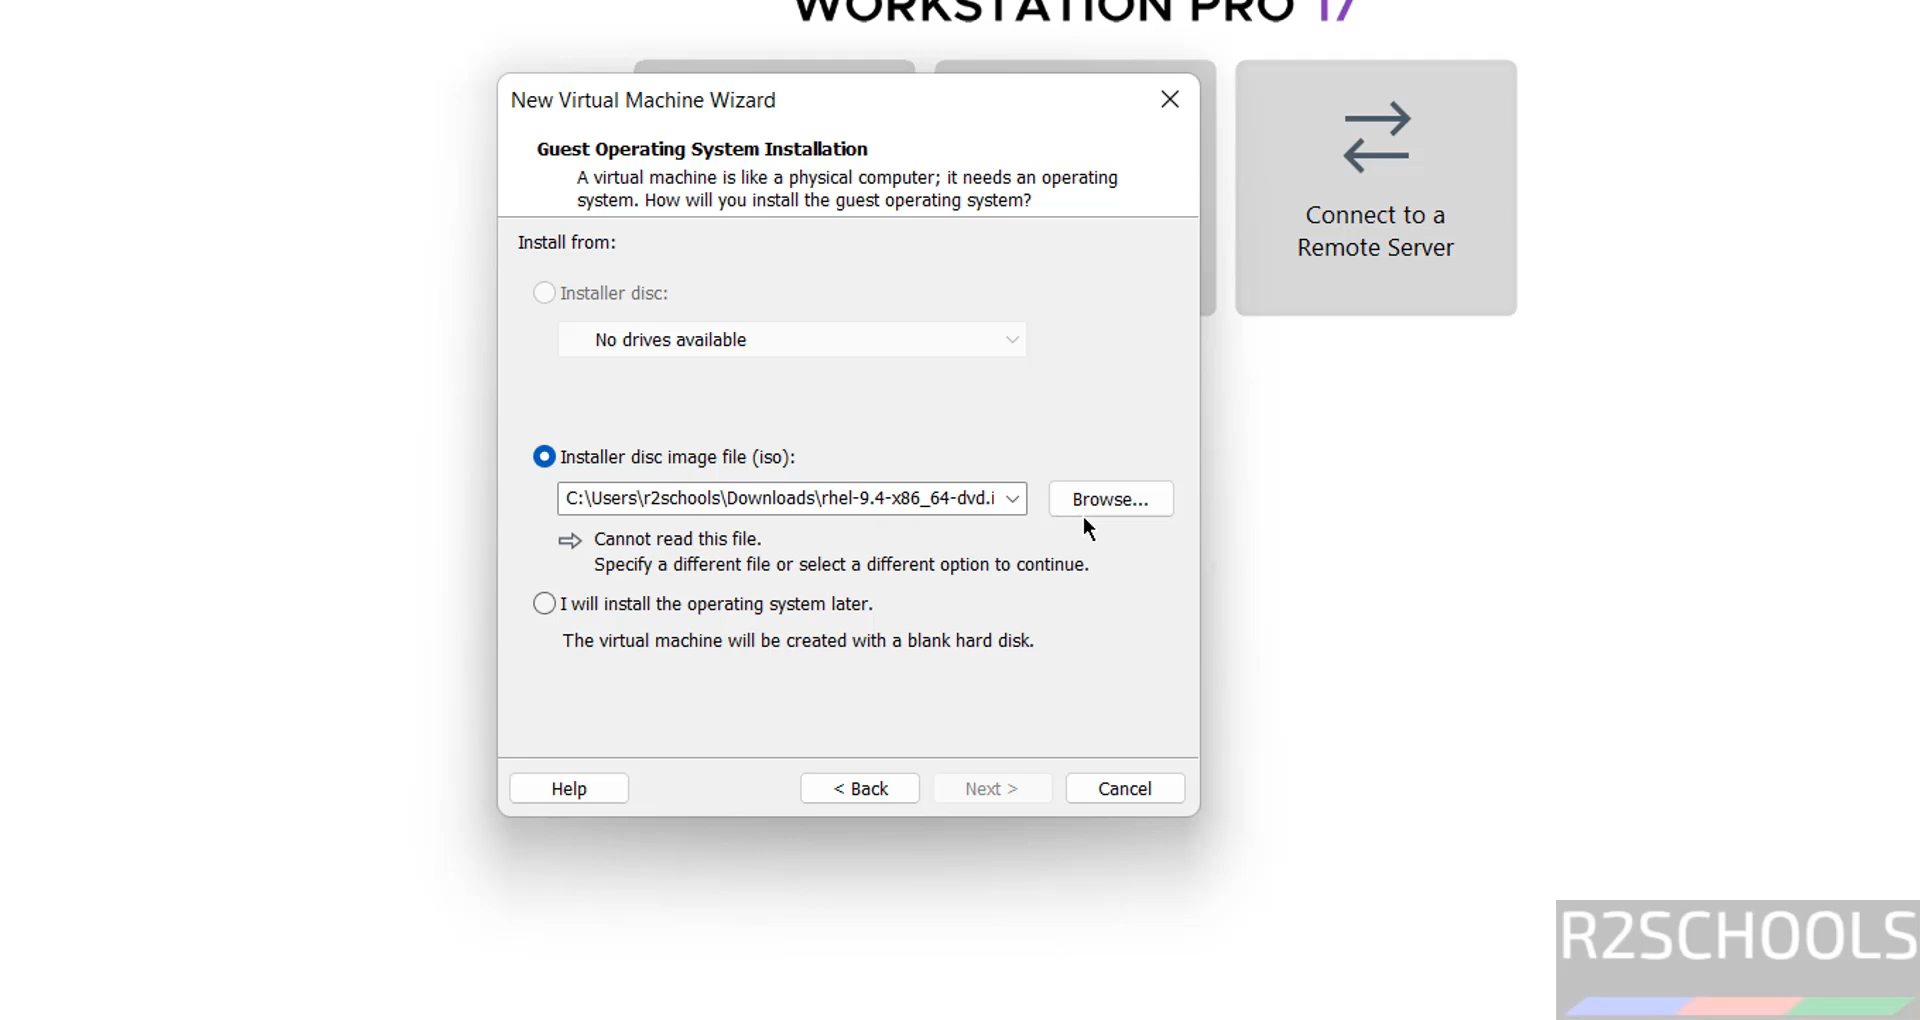 WORKSTATION PRO 17
New Virtual Machine Wizard
Guest Operating System Installation
A virtual machine is like a physical computer; it needs an operating
system. How will you install the guest operating system?
Install from:
Installer disc:
No drives available
Installer disc image file (iso):
C:\Users\r2schools\Downloads\rhel-9.4-x86_64-dvd.i
Browse...
Cannot read this file.
Specify a different file or select a different option to continue.
I will install the operating system later.
The virtual machine will be created with a blank hard disk.
Help
< Back
Next >
Cancel
Connect to a
Remote Server
R2SCHOOLS